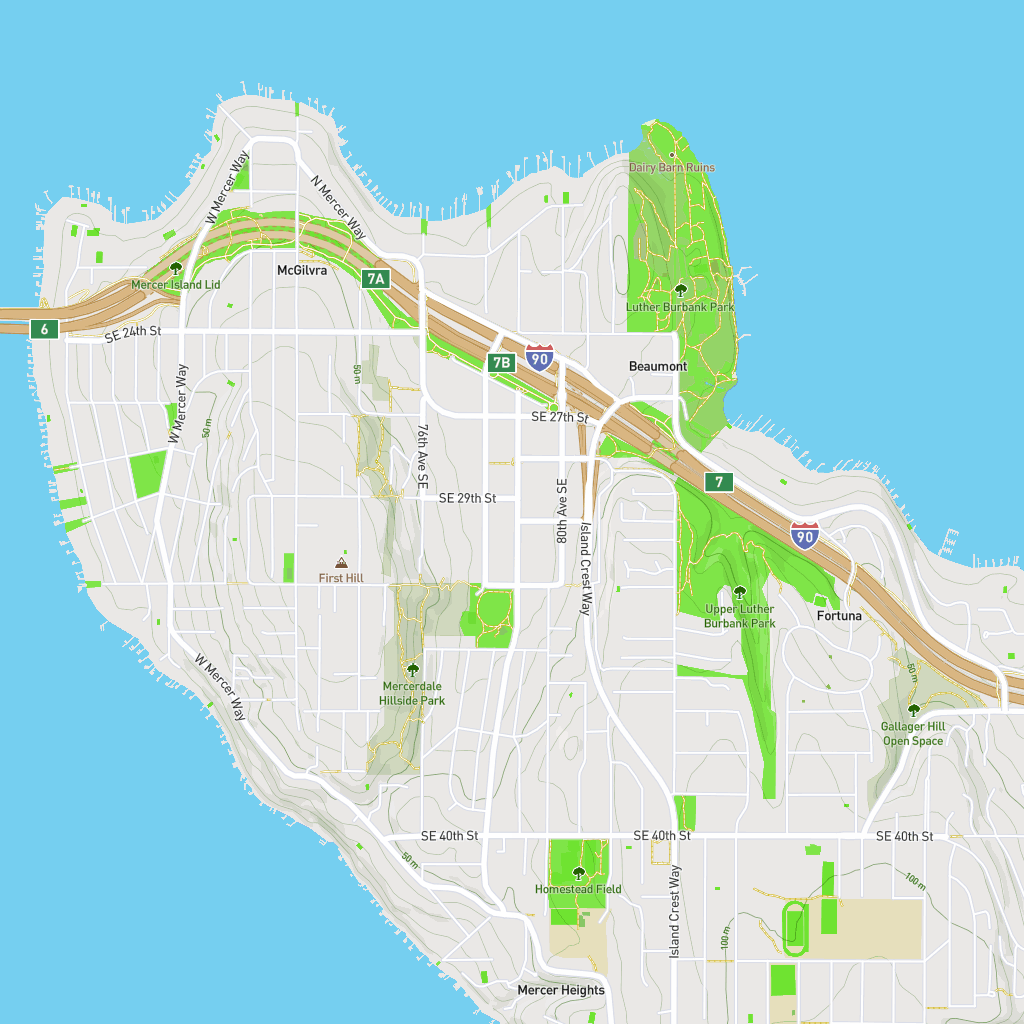 Dairy Barn Ruins
W Mercer Way
N Mercer Way
McGilvra
7A
Mercer Island Lid
Luther Burbank Park
6
SE 24th St
7B
90
Beaumont
50 m
W Mercer Way
50 m
SE 27th St
76th Ave SE
7
SE 29th St
80th Ave SE
Island Crest Way
90
First Hill
Upper Luther
Burbank Park
Fortuna
W Mercer Way
Mercerdale
Hillside Park
50 m
Gallager Hill
Open Space
SE 40th St
SE 40th St
SE 40th St
50 m
Homestead Field
Island Crest Way
100 m
100 m
Mercer Heights